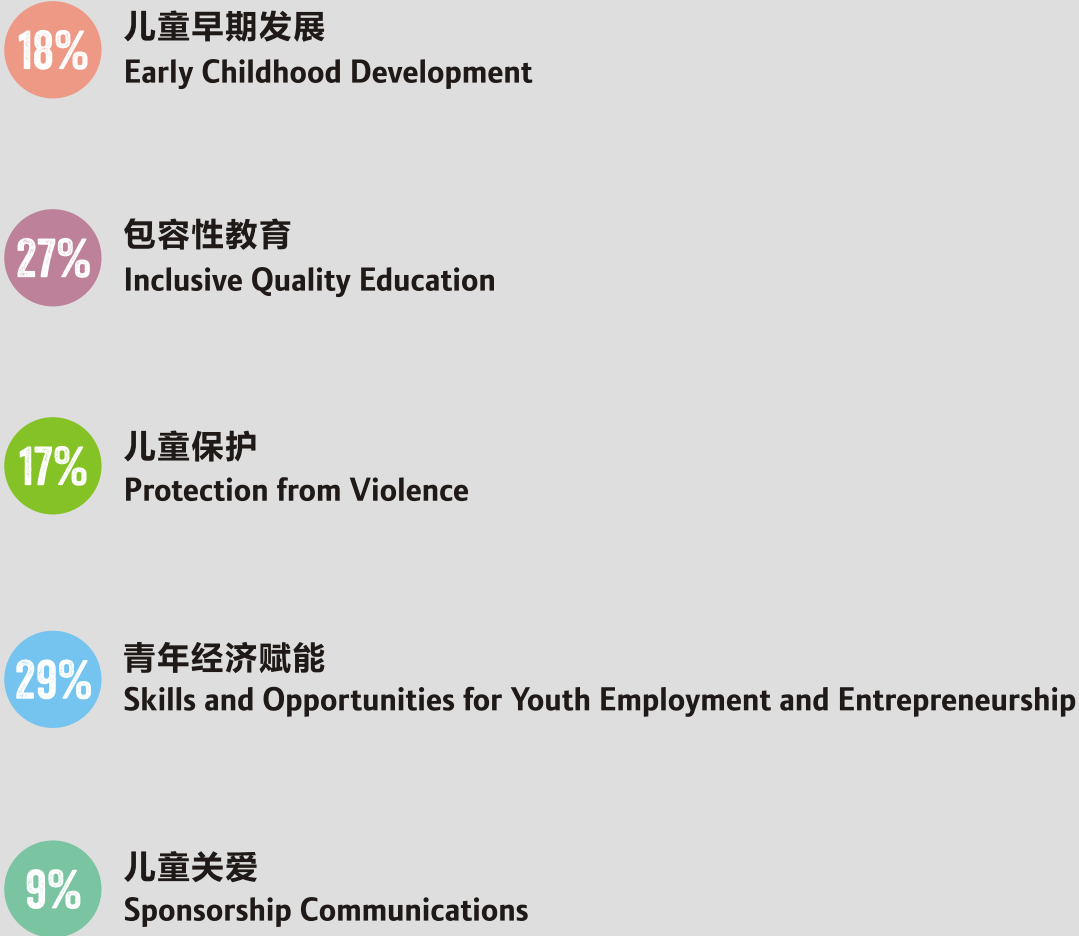 18%
儿童早期发展
Early Childhood Development
27%
包容性教育
Inclusive Quality Education
17%
儿童保护
Protection from Violence
29%
青年经济赋能
Skills and Opportunities for Youth Employment and Entrepreneurship
9%
儿童关爱
Sponsorship Communications